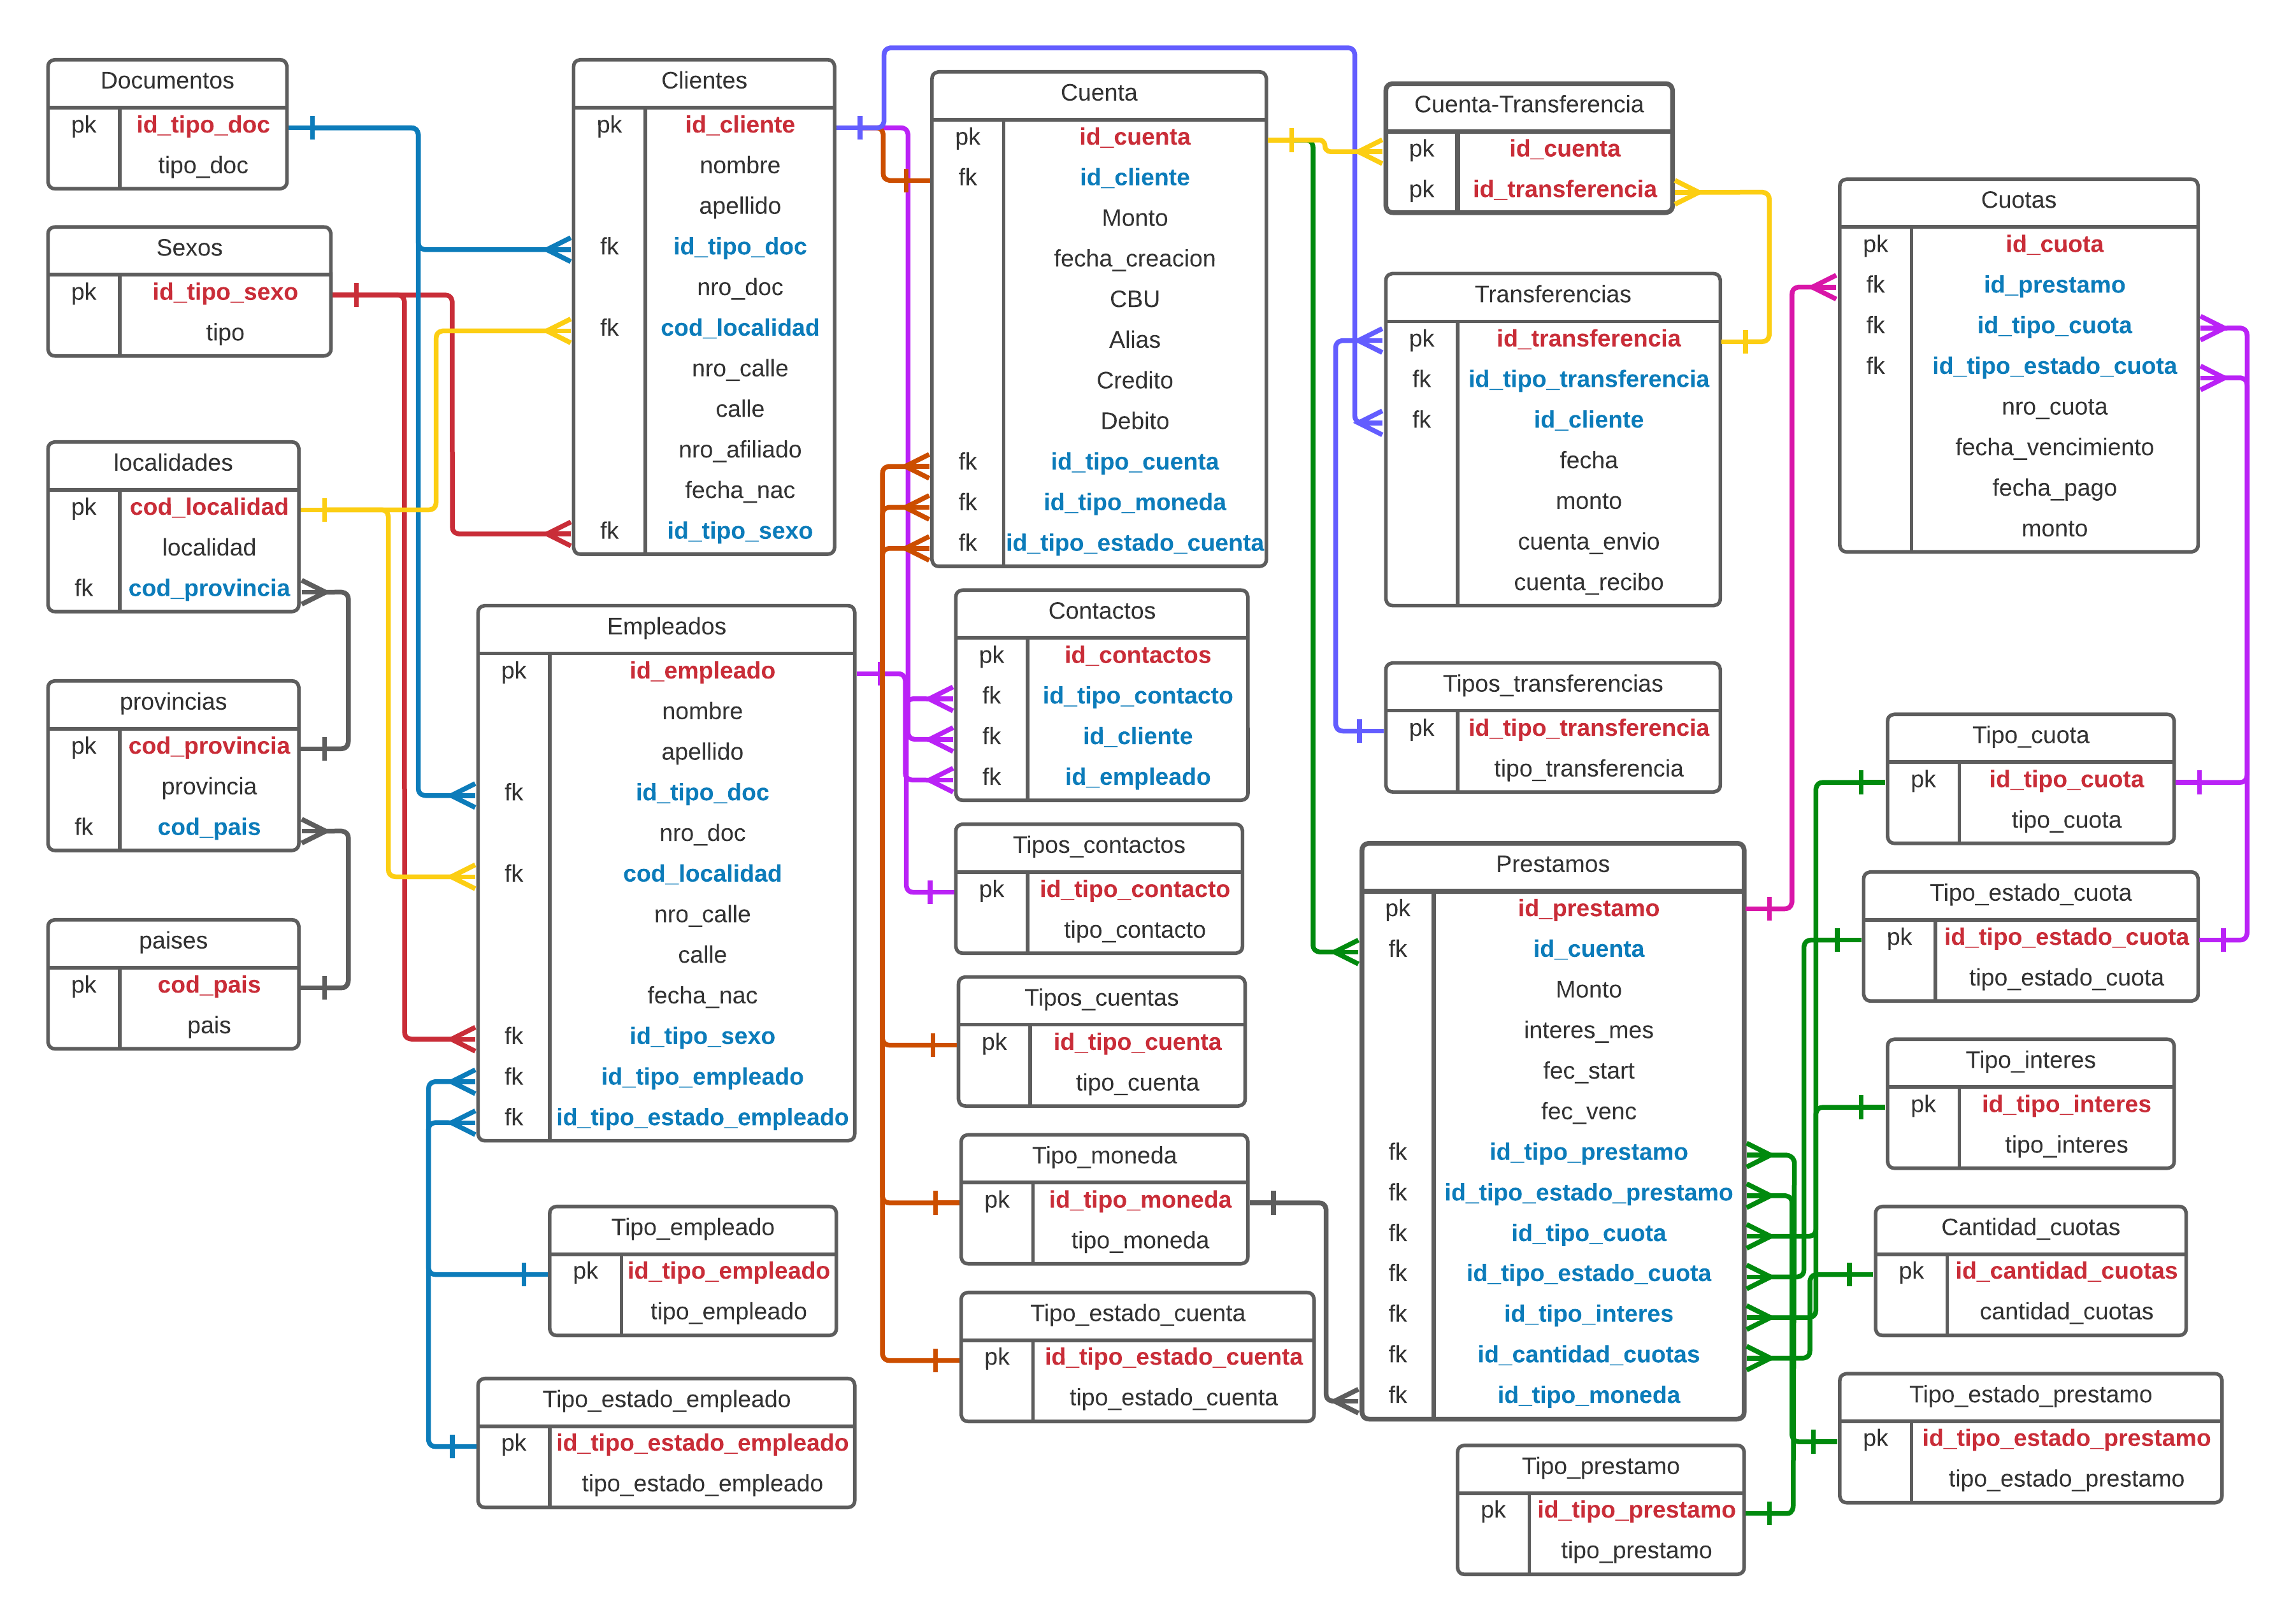 Documentos
pk id_tipo_doc
tipo_doc
Sexos
pk id_tipo_sexo
tipo
localidades
pk cod_localidad
localidad
fk cod_provincia
provincias
pk cod_provincia
provincia
fk cod_pais
paises
pk cod_pais
pais
Clientes
pk id_cliente
nombre
apellido
fk id_tipo_doc
nro_doc
fk cod_localidad
nro_calle
calle
nro_afiliado
fecha_nac
fk id_tipo_sexo
Empleados
pk id_empleado
nombre
apellido
fk id_tipo_doc
nro_doc
fk cod_localidad
nro_calle
calle
fecha_nac
fk id_tipo_sexo
fk id_tipo_empleado
fk id_tipo_estado_empleado
Tipo_empleado
pk id_tipo_empleado
tipo_empleado
Tipo_estado_empleado
pk id_tipo_estado_empleado
tipo_estado_empleado
Cuenta
pk id_cuenta
fk id_cliente
Monto
fecha_creacion
CBU
Alias
Credito
Debito
fk id_tipo_cuenta
fk id_tipo_moneda
fk id_tipo_estado_cuenta
Contactos
pk id_contactos
fk id_tipo_contacto
fk id_cliente
fk id_empleado
Tipos_contactos
pk id_tipo_contacto
tipo_contacto
Tipos_cuentas
pk id_tipo_cuenta
tipo_cuenta
Tipo_moneda
pk id_tipo_moneda
tipo_moneda
Tipo_estado_cuenta
pk id_tipo_estado_cuenta
tipo_estado_cuenta
Cuenta-Transferencia
pk id_cuenta
pk id_transferencia
Transferencias
pk id_transferencia
fk id_tipo_transferencia
fk id_cliente
fecha
monto
cuenta_envio
cuenta_recibo
Tipos_transferencias
pk id_tipo_transferencia
tipo_transferencia
Prestamos
pk id_prestamo
fk id_cuenta
Monto
interes_mes
fec_start
fec_venc
fk id_tipo_prestamo
fk id_tipo_estado_prestamo
fk id_tipo_cuota
fk id_tipo_estado_cuota
fk id_tipo_interes
fk id_cantidad_cuotas
fk id_tipo_moneda
Tipo_prestamo
pk id_tipo_prestamo
tipo_prestamo
Cuotas
pk id_cuota
fk id_prestamo
fk id_tipo_cuota
fk id_tipo_estado_cuota
nro_cuota
fecha_vencimiento
fecha_pago
monto
Tipo_cuota
pk id_tipo_cuota
tipo_cuota
Tipo_estado_cuota
pk id_tipo_estado_cuota
tipo_estado_cuota
Tipo_interes
pk id_tipo_interes
tipo_interes
Cantidad_cuotas
pk id_cantidad_cuotas
cantidad_cuotas
Tipo_estado_prestamo
pk id_tipo_estado_prestamo
tipo_estado_prestamo